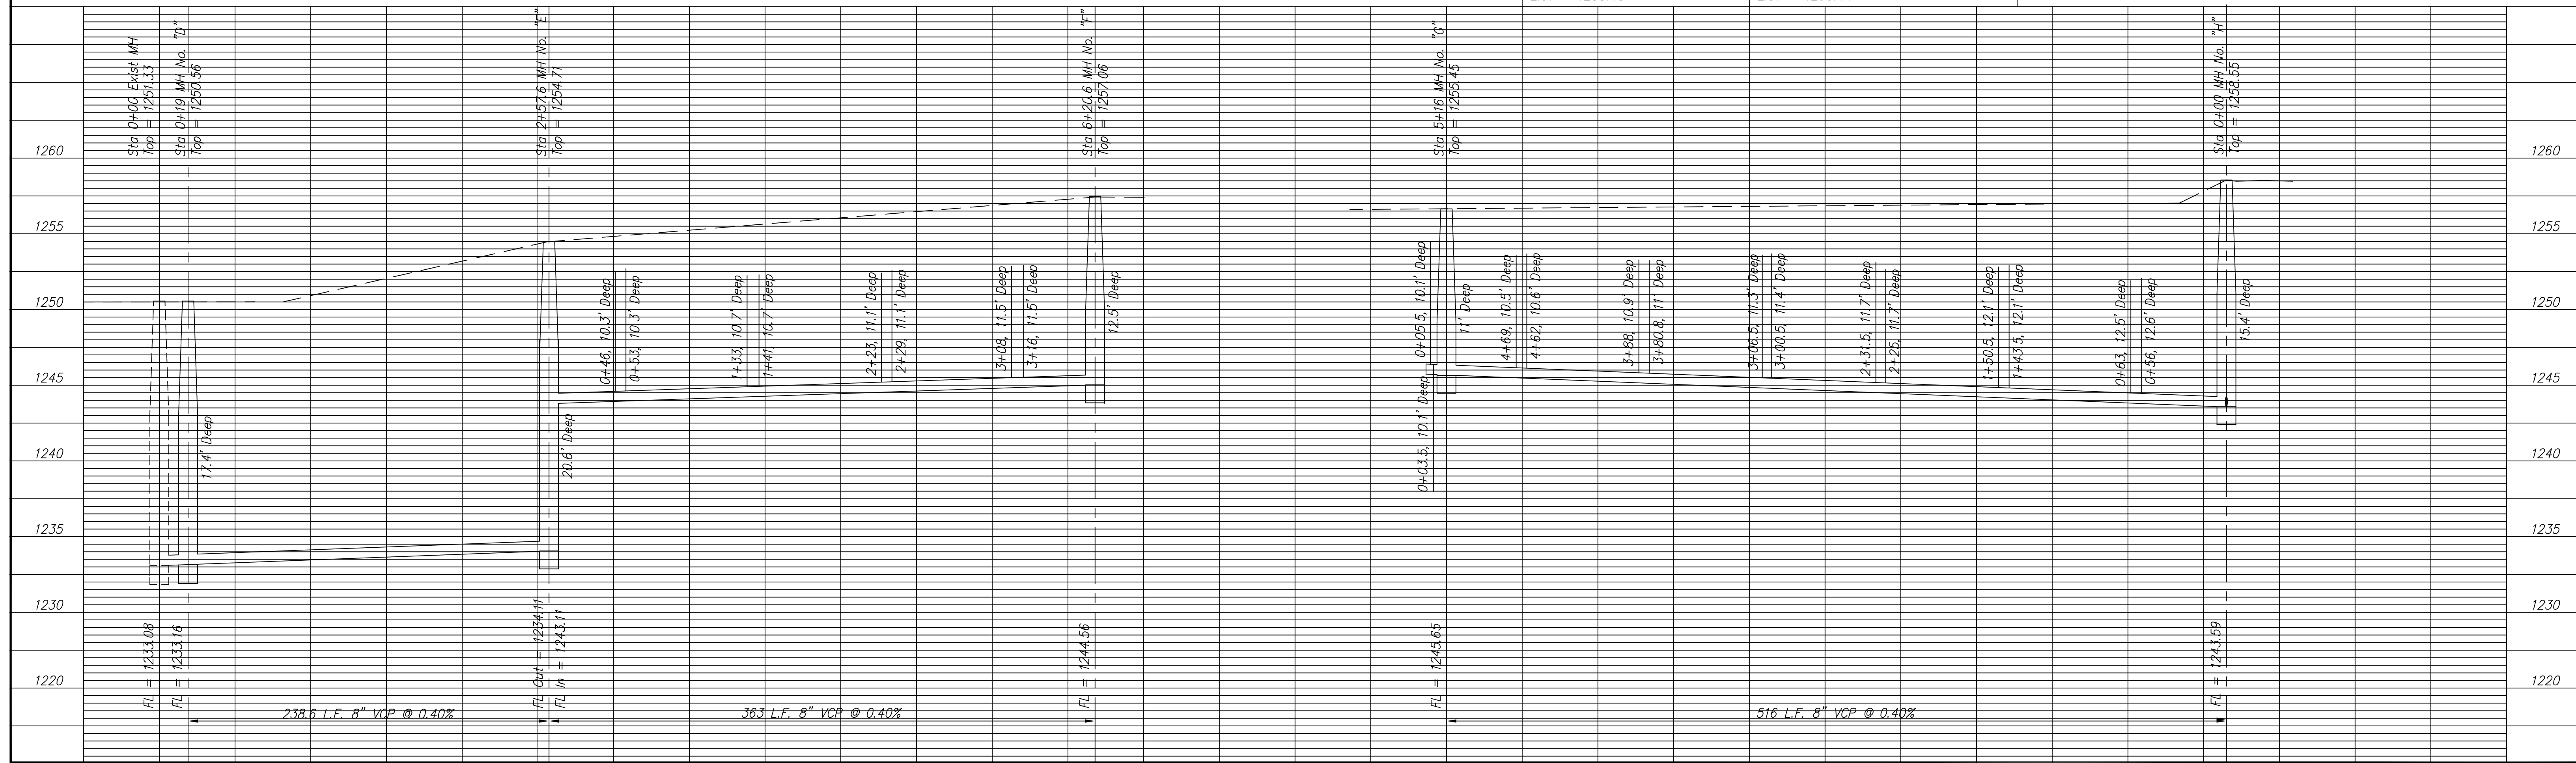 Sta 0+00 Exist MH
Top = 1251.33
Sta 0+19 MH No. "D"
Top = 1250.56
Sta 2+57.6 MH No. "E"
Top = 1254.71
Sta 6+20.6 MH No. "F"
Top = 1257.06
Sta 5+16 MH No. "G"
Top = 1255.45
Sta 0+00 MH No. "H"
Top = 1258.55
1260
1260
1255
1255
1250
1250
1245
1245
1240
1240
1235
1235
1230
1230
1220
1220
17.4' Deep
20.6' Deep
0+46, 10.3' Deep
0+53, 10.3' Deep
1+33, 10.7' Deep
1+41, 10.7' Deep
2+23, 11.1' Deep
2+29, 11.1' Deep
3+08, 11.5' Deep
3+16, 11.5' Deep
12.5' Deep
0+05.5, 10.1' Deep
0+03.5, 10.1' Deep
11' Deep
4+69, 10.5' Deep
4+62, 10.6' Deep
3+88, 10.9' Deep
3+80.8, 11' Deep
3+06.5, 11.3' Deep
3+00.5, 11.4' Deep
2+31.5, 11.7' Deep
2+25, 11.7' Deep
1+50.5, 12.1' Deep
1+43.5, 12.1' Deep
0+63, 12.5' Deep
0+56, 12.6' Deep
15.4' Deep
FL = 1233.08
FL = 1233.16
FL Out = 1234.11
FL In = 1243.11
FL = 1244.56
FL = 1245.65
FL = 1243.59
238.6 L.F. 8" VCP @ 0.40%
363 L.F. 8" VCP @ 0.40%
516 L.F. 8" VCP @ 0.40%